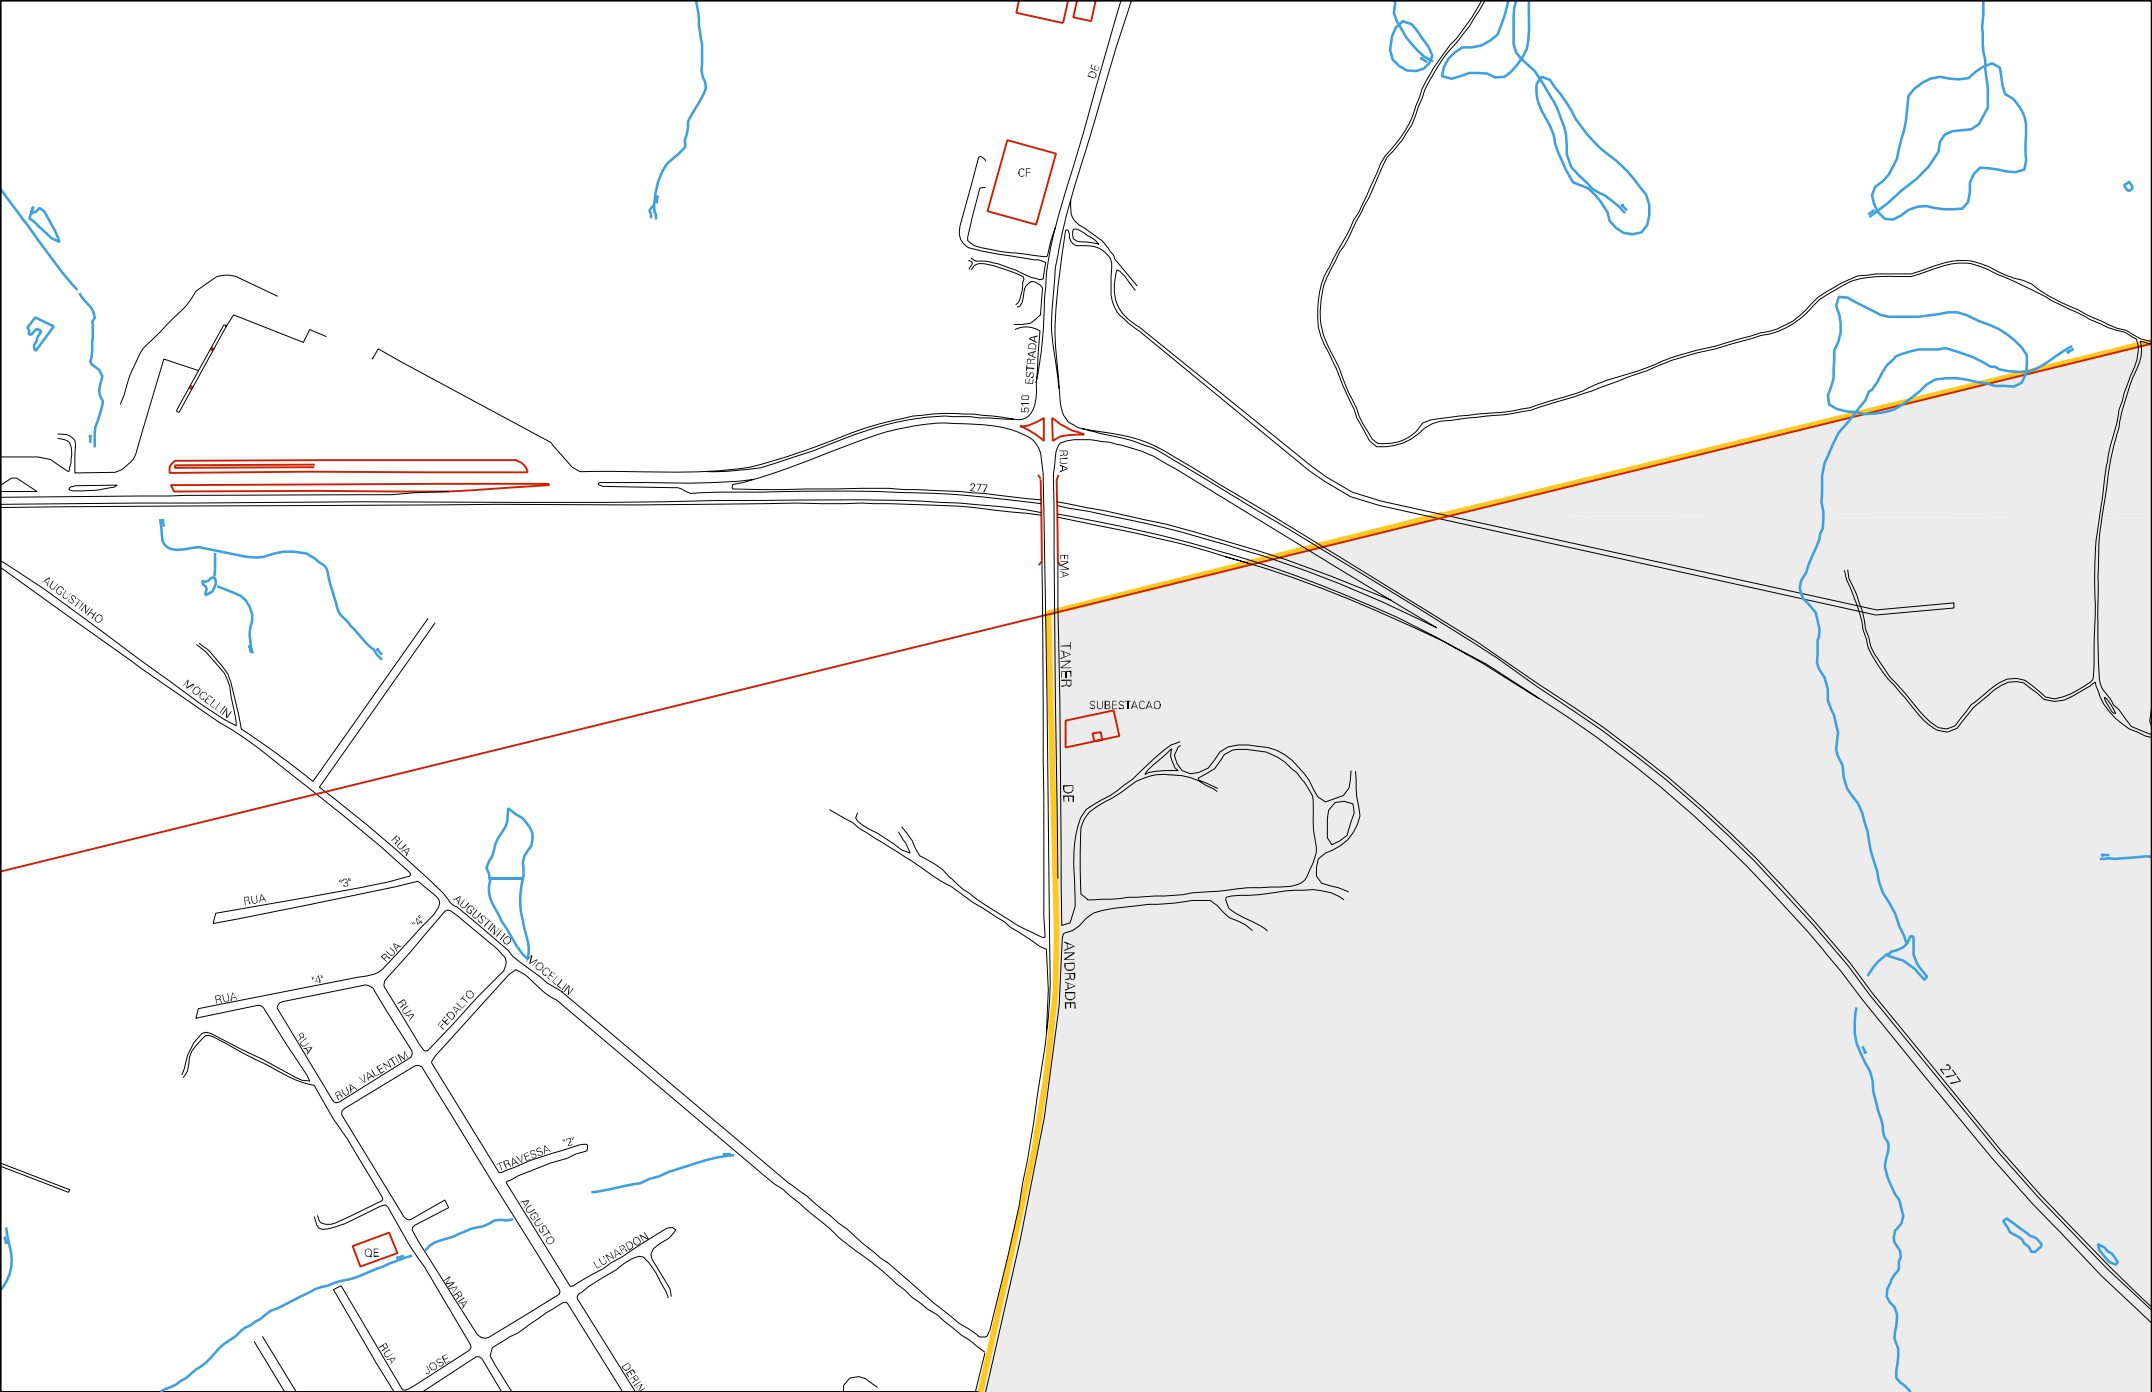 DE
CF
ESTRADA
510
RUA
277
EMA
AUGUSTINHO
TANER
MOCELLIN
SUBESTACAO
DE
RUA
"3"
RUA
AUGUSTINHO
"4"
RUA
ANDRADE
MOCELLIN
"4"
RUA
RUA
FEDALTO
RUA
RUA VALENTIM
277
TRAVESSA "2"
AUGUSTO
QE
LUNARDON
MARIA
RUA
JOSE
DERIN